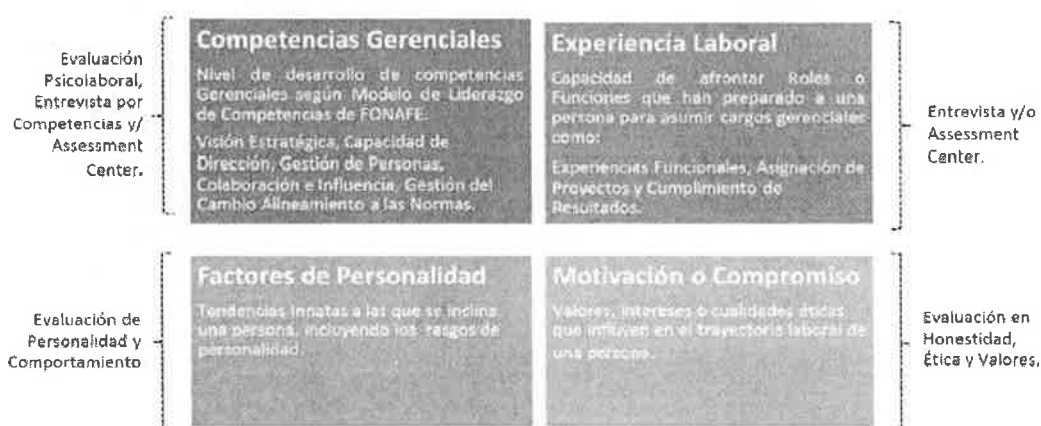 Evaluación
Psicolaboral,
Entrevista por
Competencias y/
Assessment
Center.
Competencias Gerenciales
Nivel de desarrollo de competencias
Gerenciales según Modelo de Liderazgo
de Competencias de FONAFE:
Visión Estratégica, Capacidad de
Dirección, Gestión de Personas,
Colaboración e Influencia, Gestión del
Cambio Alineamiento a las Normas.
Experiencia Laboral
Capacidad de afrontar Roles o
Funciones que han preparado a una
persona para asumir cargos gerenciales
como:
Experiencias Funcionales, Asignación de
Proyectos y Cumplimiento de
Resultados.
Entrevista y/o
Assessment
Center.
Evaluación de
Personalidad y
Comportamiento
Factores de Personalidad
Tendencias Innatas a las que se inclina
una persona, incluyendo los rasgos de
personalidad.
Motivación o Compromiso
Valores, intereses o cualidades éticas
que influyen en el trayectoria laboral de
una persona.
Evaluación en
Honestidad,
Ética y Valores.